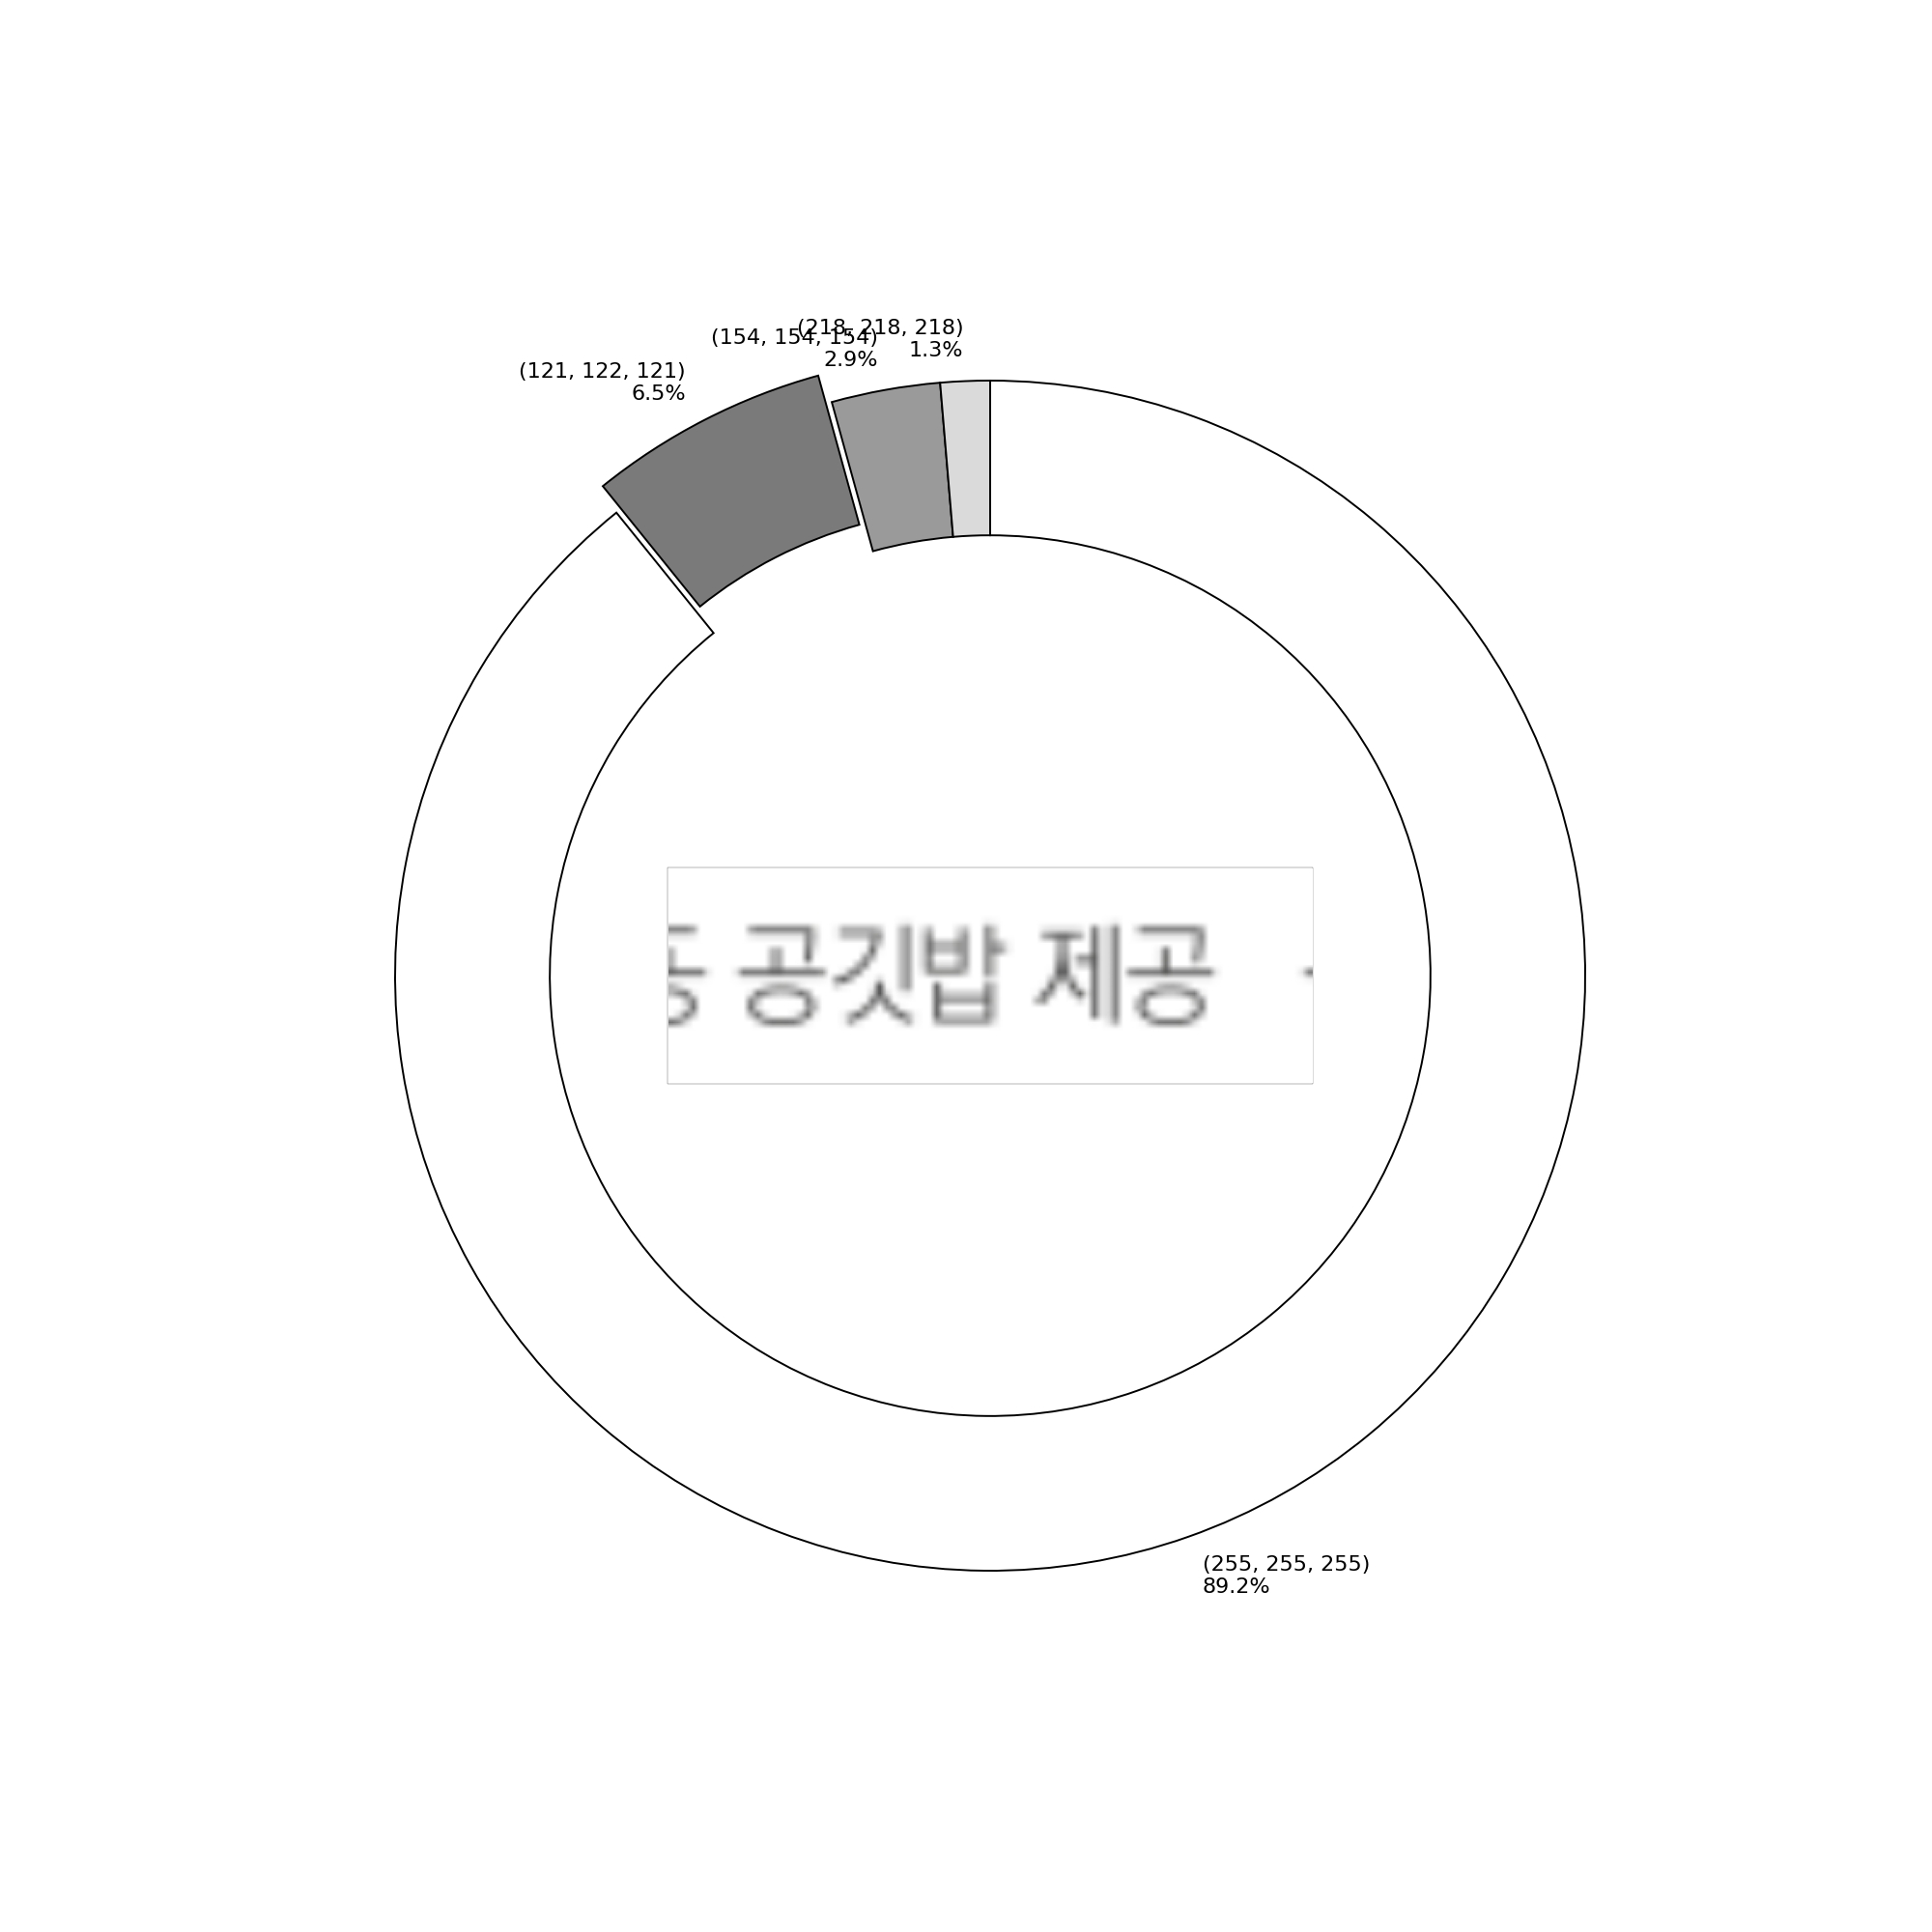 (218, 218, 218)
1.3%
(154, 154, 154)
2.9%
(121, 122, 121)
6.5%
공깃밥 제공
(255, 255, 255)
89.2%